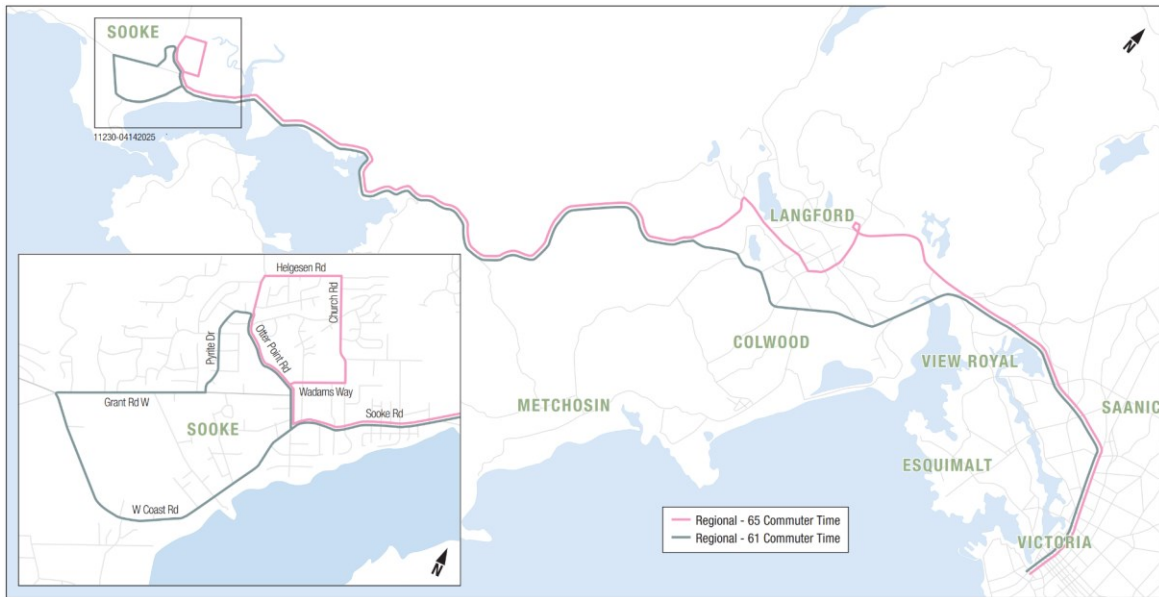 SOOKE
N
11230-04142025
LANGFORD
COLWOOD
VIEW ROYAL
METCHOSIN
SAANIC
ESQUIMALT
VICTORIA
Helgesen Rd
Church Rd
Otter Point Rd
Pyrite Dr
Wadams Way
Grant Rd W
Sooke Rd
SOOKE
W Coast Rd
N
Regional - 65 Commuter Time
Regional - 61 Commuter Time